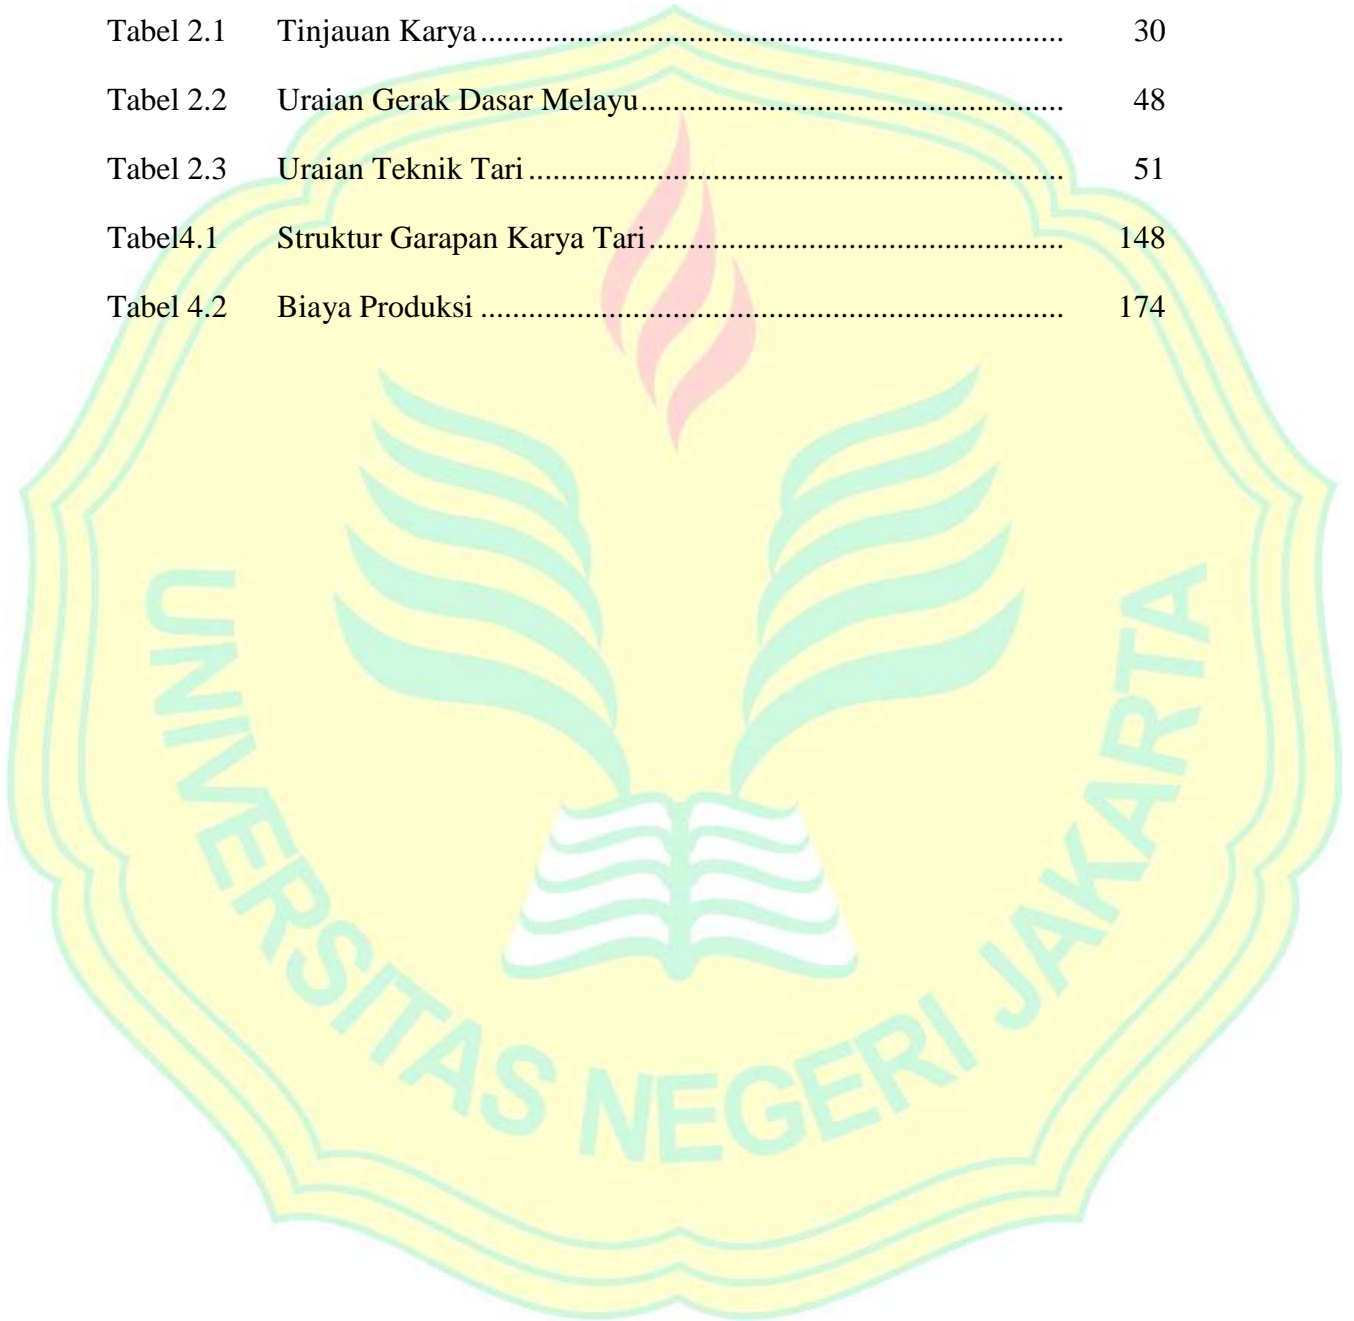 Tabel 2.1 Tinjauan Karya ......................................................................... 30
Tabel 2.2 Uraian Gerak Dasar Melayu..................................................... 48
Tabel 2.3 Uraian Teknik Tari ................................................................... 51
Tabel4.1 Struktur Garapan Karya Tari.................................................... 148
Tabel 4.2 Biaya Produksi ......................................................................... 174
UNIVERSITAS NEGERI JAKARTA